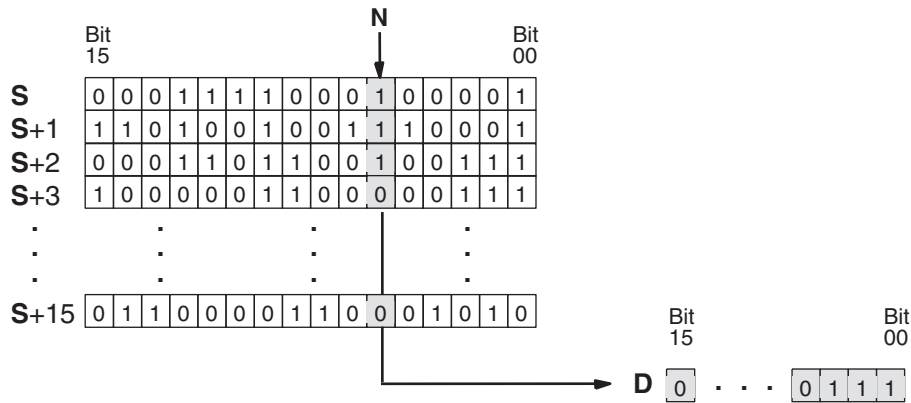 N
Bit 15
Bit 00
S 0 0 0 1 1 1 1 0 0 0 1 0 0 0 0 1
S+1 1 1 0 1 0 0 1 0 0 1 1 1 0 0 0 1
S+2 0 0 0 1 1 0 1 1 0 0 1 0 0 1 1 1
S+3 1 0 0 0 0 0 1 1 0 0 0 0 0 1 1 1
. . . .
. . . .
. . . .
S+15 0 1 1 0 0 0 0 1 1 0 0 0 1 0 1 0
Bit 15
Bit 00
D 0 . . . 0 1 1 1